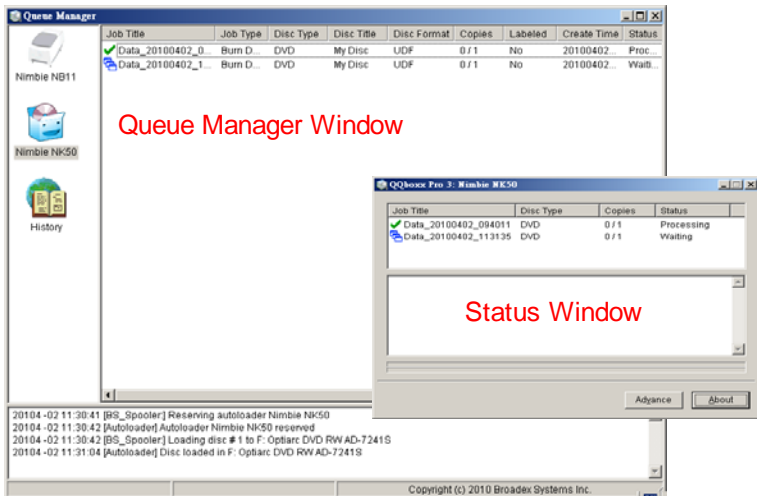 Queue Manager
Job Title Job Type Disc Type Disc Title Disc Format Copies Labeled Create Time Status
Data_20100402_0... Burn D... DVD My Disc UDF 0 / 1 No 20100402... Proc...
Data_20100402_1... Burn D... DVD My Disc UDF 0 / 1 No 20100402... Waiti...
Nimbie NB11
Nimbie NK50
History
Queue Manager Window
QQboxx Pro 3: Nimbie NK50
Job Title Disc Type Copies Status
Data_20100402_094011 DVD 0 / 1 Processing
Data_20100402_113135 DVD 0 / 1 Waiting
Status Window
Advance About
20104 -02 11:30:41 [BS_Spooler] Reserving autoloader Nimbie NK50
20104 -02 11:30:42 [Autoloader] Autoloader Nimbie NK50 reserved
20104 -02 11:30:42 [BS_Spooler] Loading disc # 1 to F: Optiarc DVD RW AD-7241S
20104 -02 11:31:04 [Autoloader] Disc loaded in F: Optiarc DVD RW AD-7241S
Copyright (c) 2010 Broadex Systems Inc.